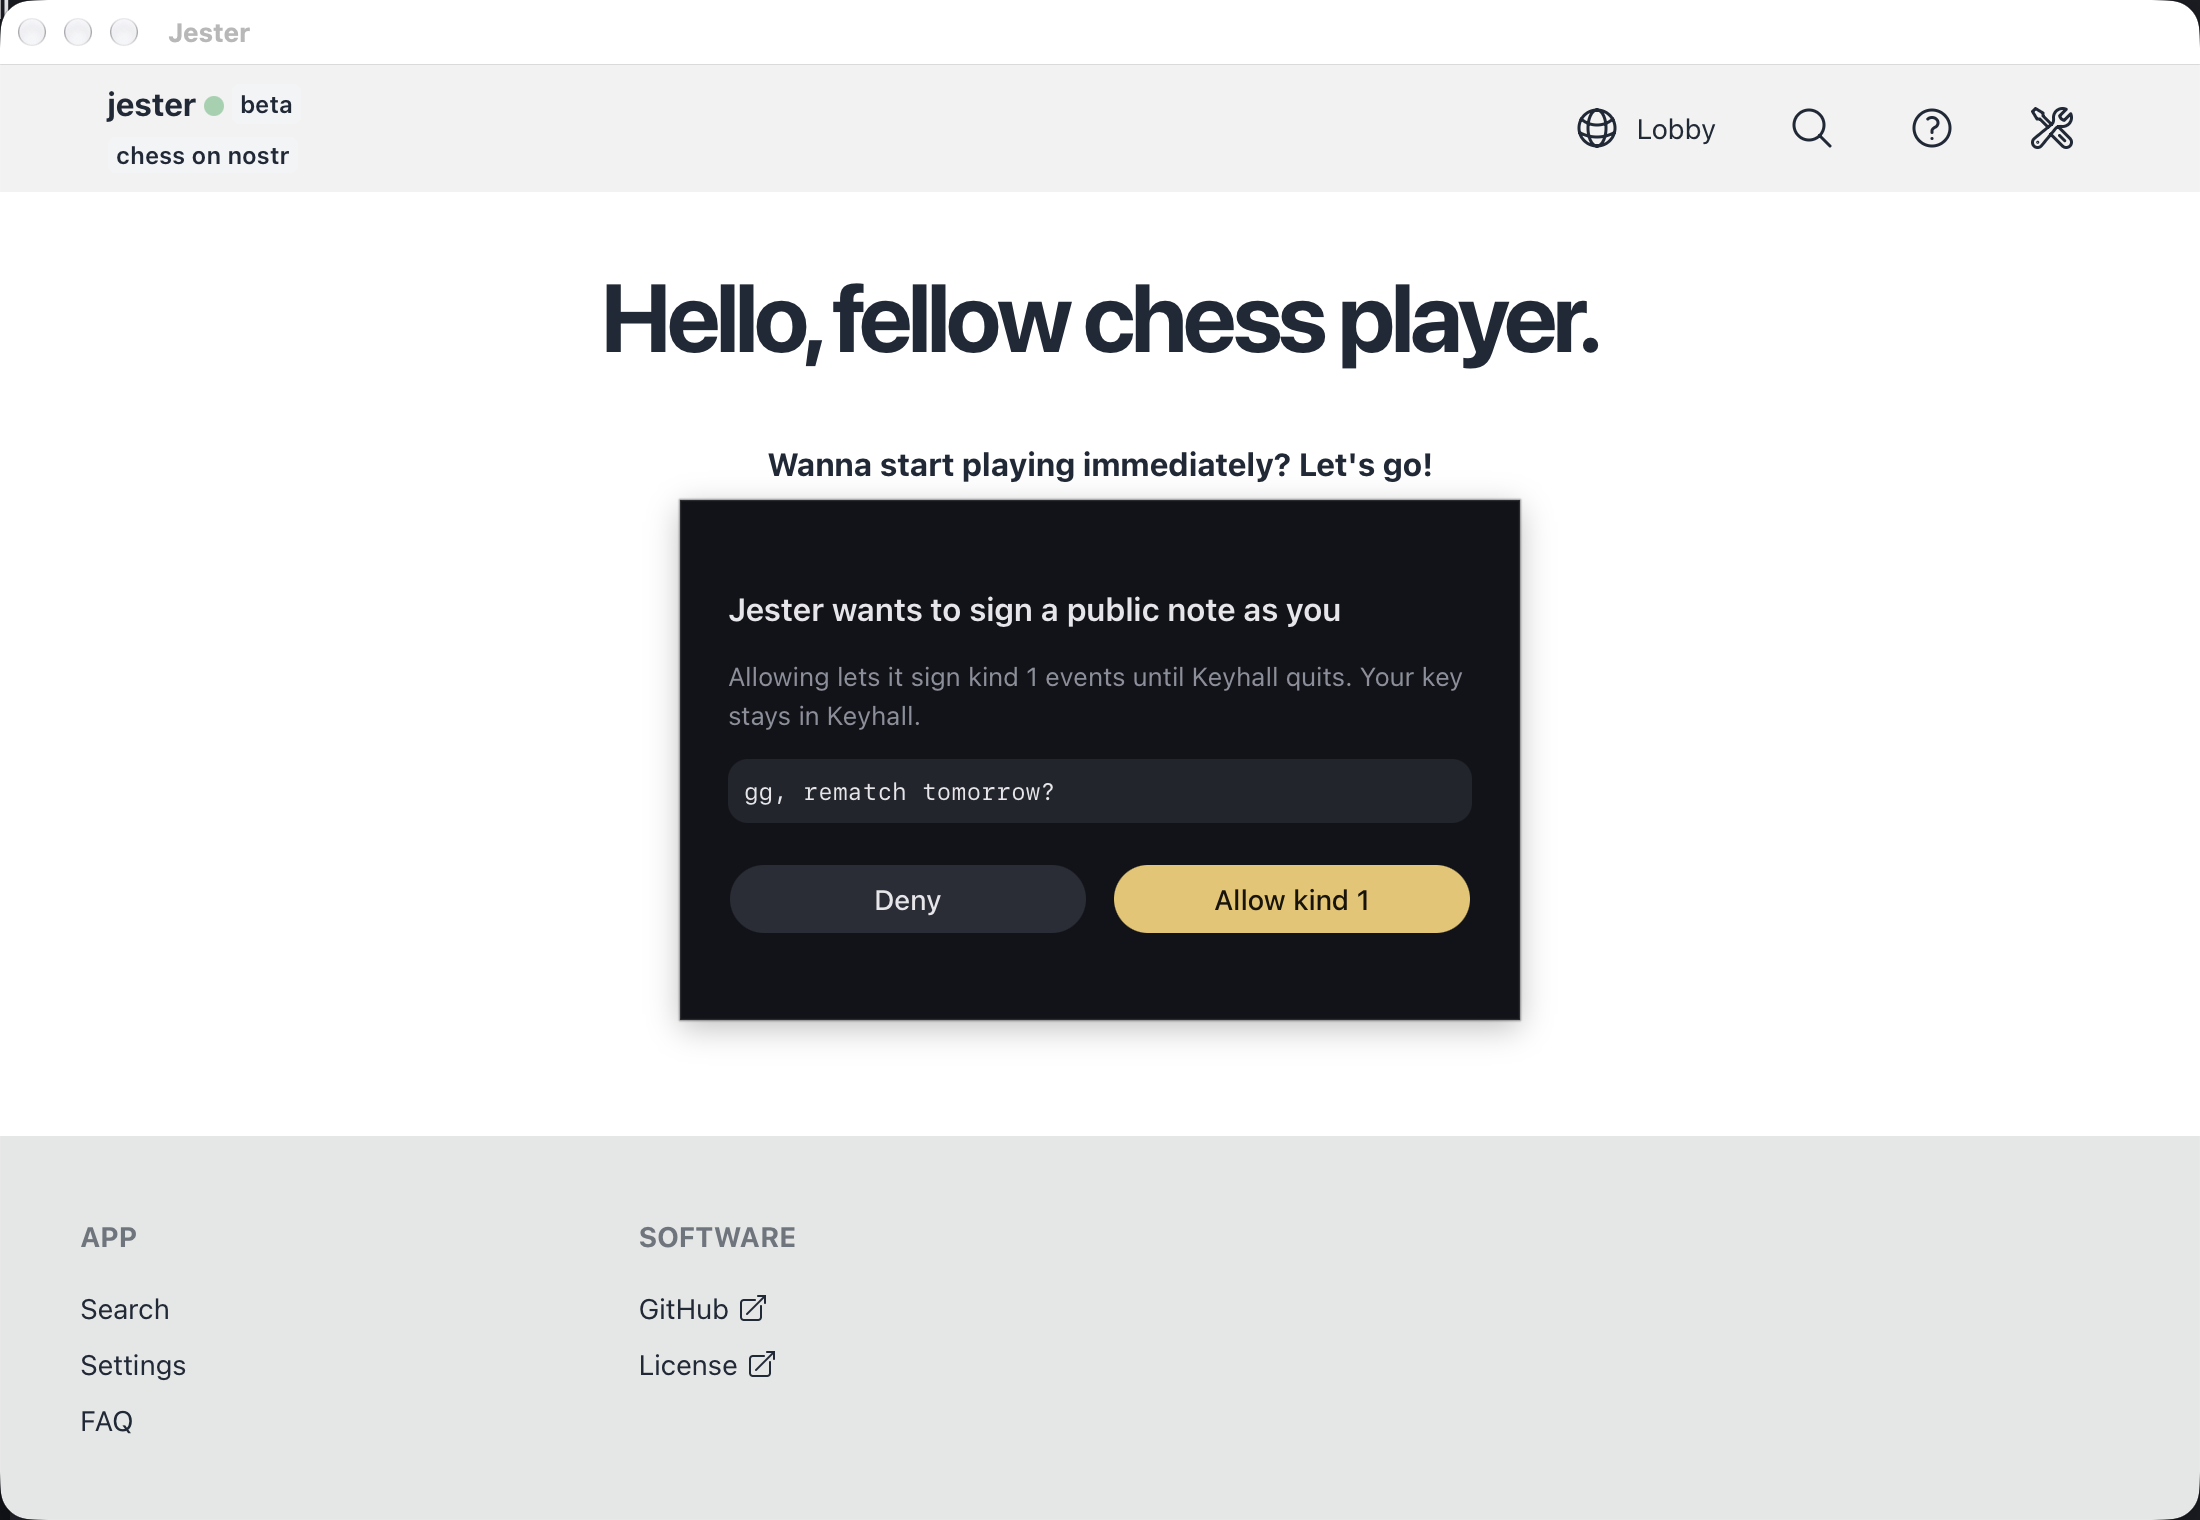 Jester
jester beta
chess on nostr
Lobby
Hello, fellow chess player.
Wanna start playing immediately? Let's go!
Jester wants to sign a public note as you
Allowing lets it sign kind 1 events until Keyhall quits. Your key
stays in Keyhall.
gg, rematch tomorrow?
Deny
Allow kind 1
APP
Search
Settings
FAQ
SOFTWARE
GitHub
License